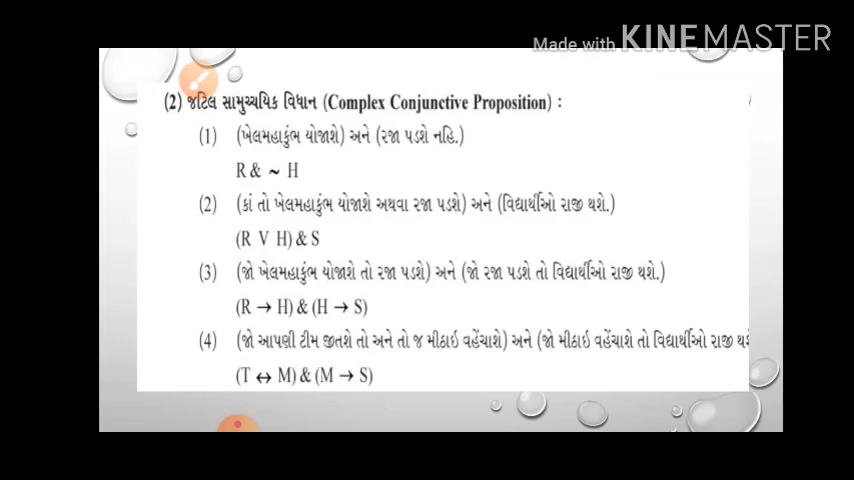 Made with KINEMASTER
(2) જટિલ સામુચ્ચયિક વિધાન (Complex Conjunctive Proposition) :
(1) (ખેલમહાકુંભ યોજાશે) અને (રજા પડશે નહિ.)
R & ~ H
(2) (કાં તો ખેલમહાકુંભ યોજાશે અથવા રજા પડશે) અને (વિદ્યાર્થીઓ રાજી થશે.)
(R V H) & S
(3) (જો ખેલમહાકુંભ યોજાશે તો રજા પડશે) અને (જો રજા પડશે તો વિદ્યાર્થીઓ રાજી થશે.)
(R → H) & (H → S)
(4) (જો આપણી ટીમ જીતશે તો અને તો જ મીઠાઇ વહેંચાશે) અને (જો મીઠાઇ વહેંચાશે તો વિદ્યાર્થીઓ રાજી
(T ↔ M) & (M → S)